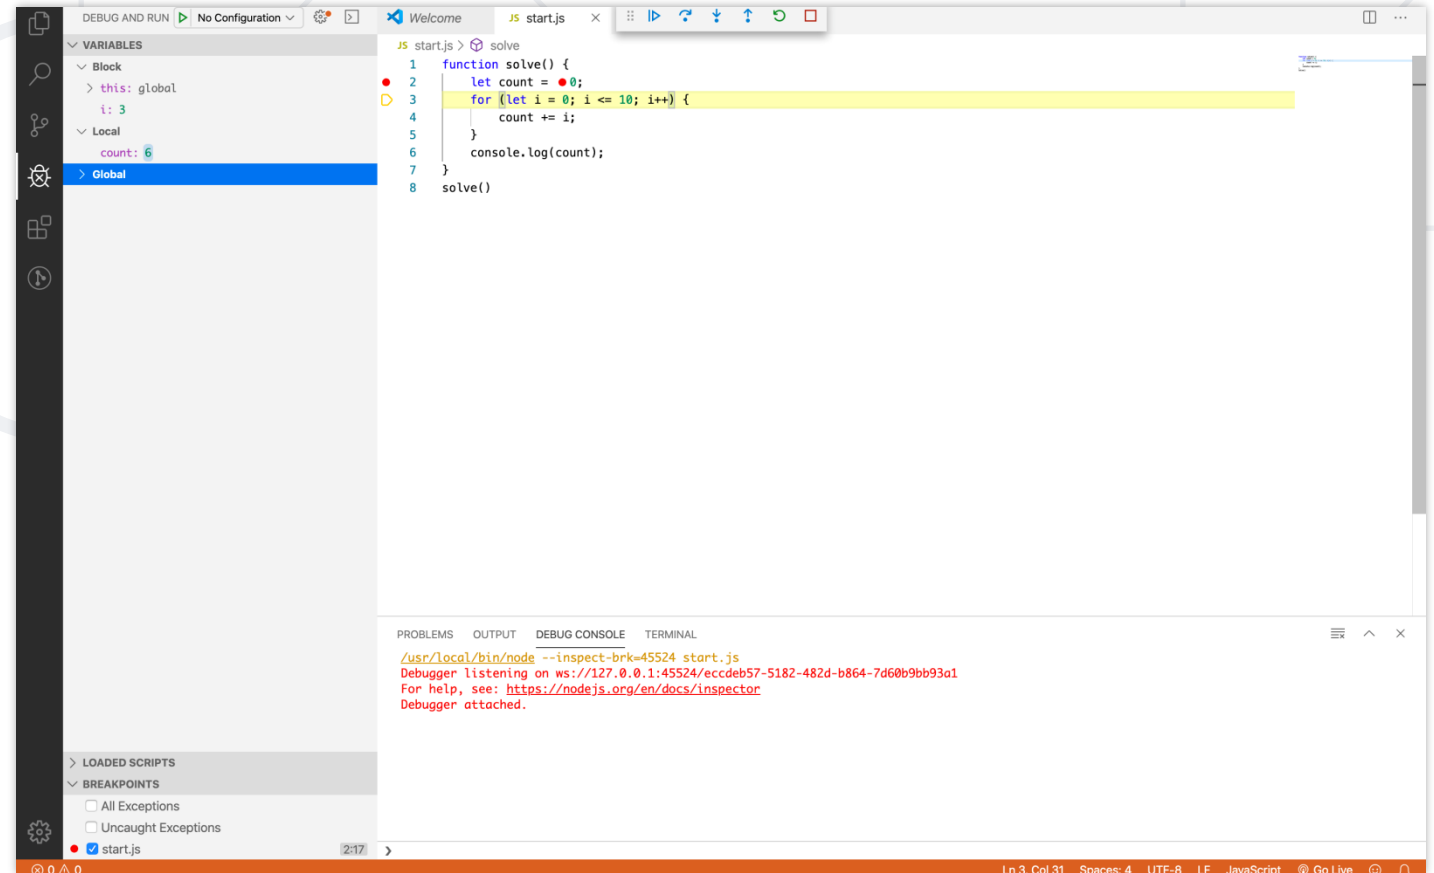 DEBUG AND RUN No Configuration
VARIABLES
Block
this: global
i: 3
Local
count: 6
Global
LOADED SCRIPTS
BREAKPOINTS
All Exceptions
Uncaught Exceptions
start.js 2:17
Welcome JS start.js
JS start.js > solve
1 function solve() {
2 let count = 0;
3 for (let i = 0; i <= 10; i++) {
4 count += i;
5 }
6 console.log(count);
7 }
8 solve()
PROBLEMS OUTPUT DEBUG CONSOLE TERMINAL
/usr/local/bin/node --inspect-brk=45524 start.js
Debugger listening on ws://127.0.0.1:45524/eccdeb57-5182-482d-b864-7d60b9bb93a1
For help, see: https://nodejs.org/en/docs/inspector
Debugger attached.
0 0 Ln 3, Col 31 Spaces: 4 UTF-8 LF JavaScript Go Live